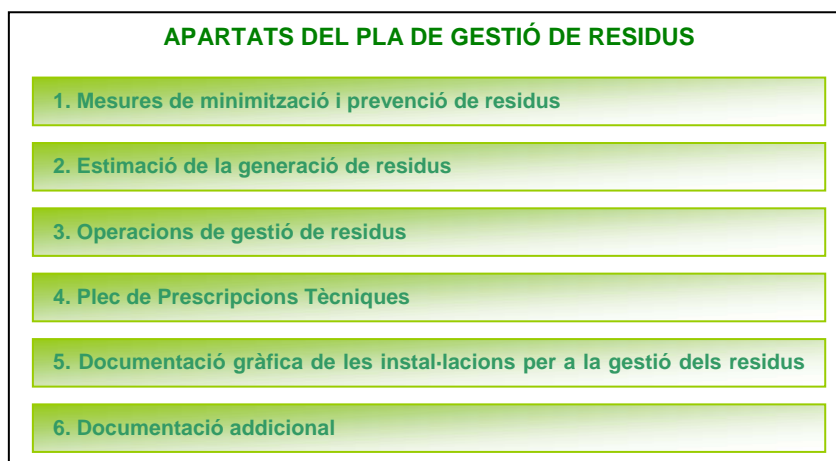 APARTATS DEL PLA DE GESTIÓ DE RESIDUS
1. Mesures de minimització i prevenció de residus
2. Estimació de la generació de residus
3. Operacions de gestió de residus
4. Plec de Prescripcions Tècniques
5. Documentació gràfica de les instal·lacions per a la gestió dels residus
6. Documentació addicional